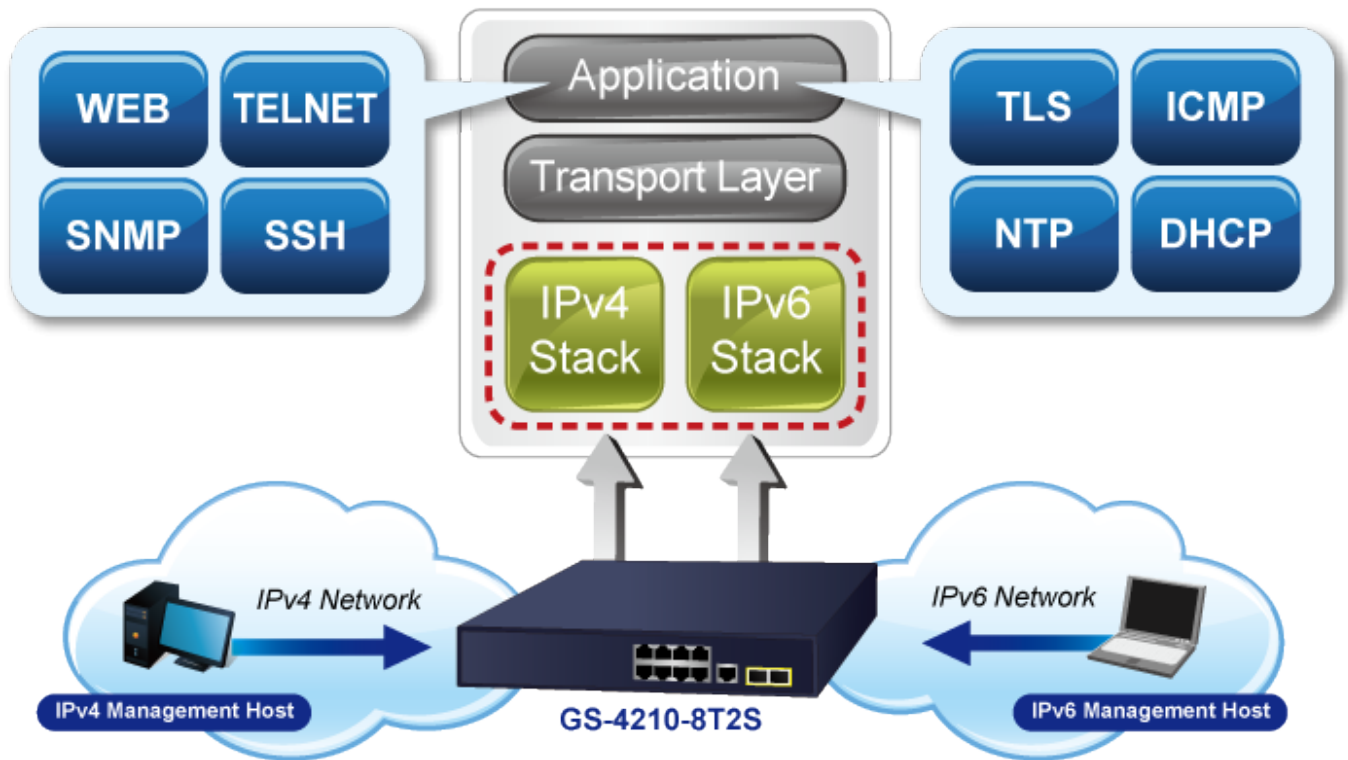 WEB
TELNET
SNMP
SSH
Application
Transport Layer
IPv4
Stack
IPv6
Stack
TLS
ICMP
NTP
DHCP
IPv4 Network
IPv6 Network
IPv4 Management Host
GS-4210-8T2S
IPv6 Management Host